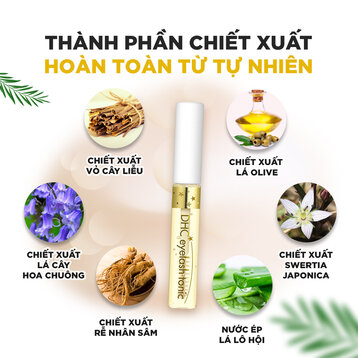 THÀNH PHẦN CHIẾT XUẤT
HOÀN TOÀN TỪ TỰ NHIÊN
CHIẾT XUẤT
VỎ CÂY LIỄU
CHIẾT XUẤT
LÁ OLIVE
CHIẾT XUẤT
LÁ CÂY
HOA CHUÔNG
CHIẾT XUẤT
SWERTIA
JAPONICA
CHIẾT XUẤT
RỄ NHÂN SÂM
NƯỚC ÉP
LÁ LÔ HỘI
DHC eyelash tonic